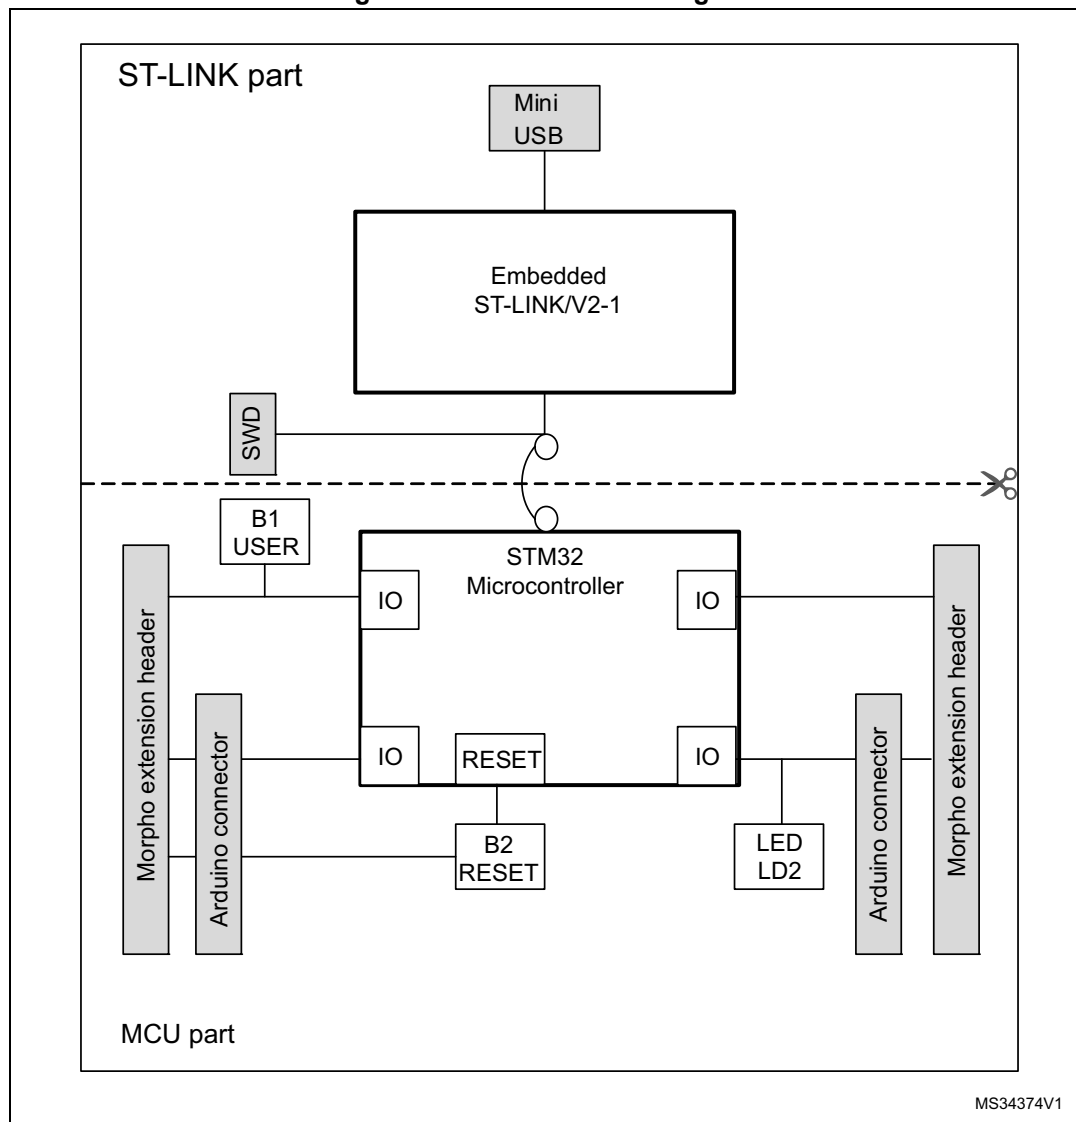 ST-LINK part
Mini
USB
Embedded
ST-LINK/V2-1
SWD
B1
USER
STM32
Microcontroller
IO
IO
Morpho extension header
Morpho extension header
Arduino connector
Arduino connector
IO
RESET
IO
B2
RESET
LED
LD2
MCU part
MS34374V1